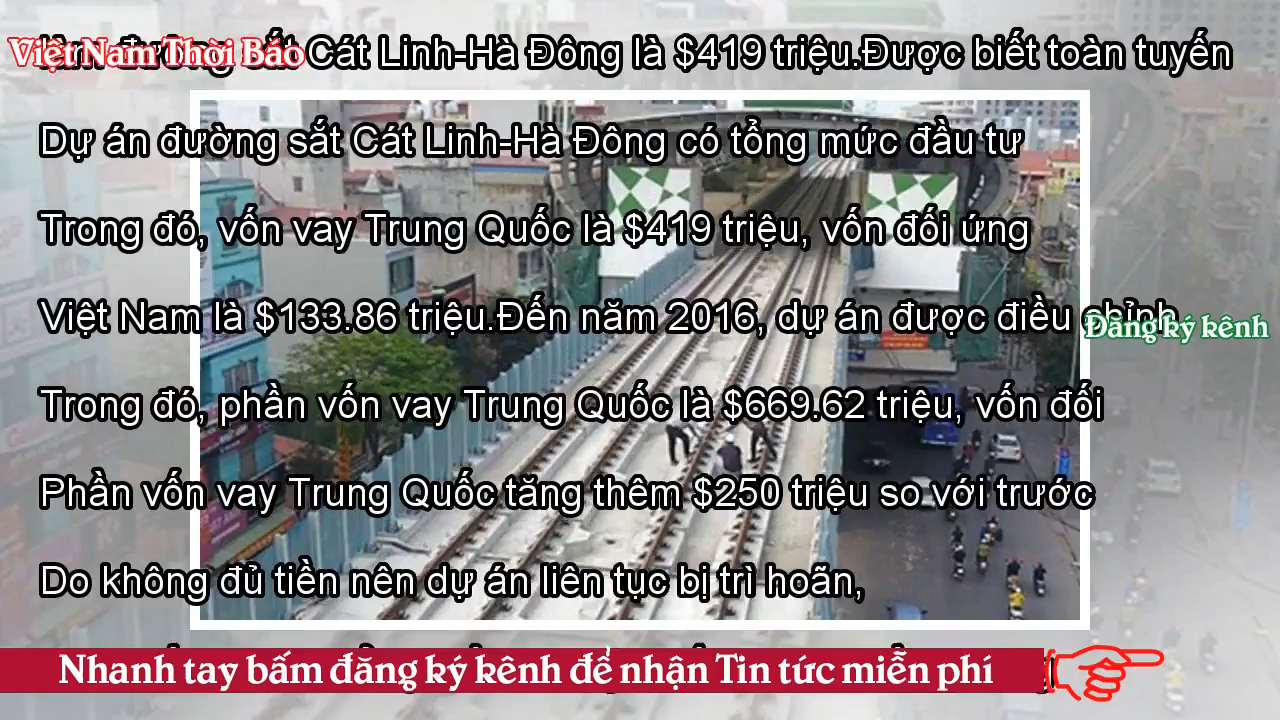 Việt Nam Thời Báo
đường sắt Cát Linh-Hà Đông là $419 triệu.Được biết toàn tuyến
Dự án đường sắt Cát Linh-Hà Đông có tổng mức đầu tư
Trong đó, vốn vay Trung Quốc là $419 triệu, vốn đối ứng
Việt Nam là $133.86 triệu.Đến năm 2016, dự án được điều chỉnh
Đăng ký kênh
Trong đó, phần vốn vay Trung Quốc là $669.62 triệu, vốn đối
Phần vốn vay Trung Quốc tăng thêm $250 triệu so với trước
Do không đủ tiền nên dự án liên tục bị trì hoãn,
Nhanh tay bấm đăng ký kênh để nhận Tin tức miễn phí